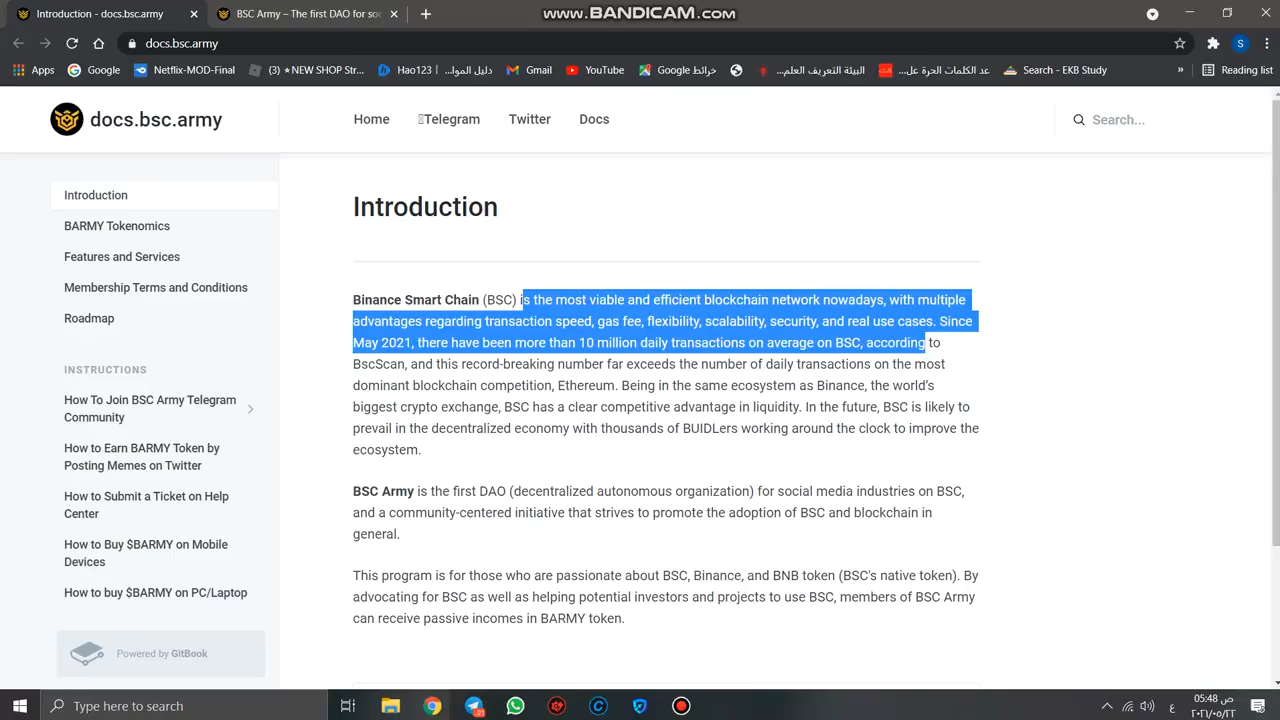 Introduction - docs.bsc.army
BSC Army – The first DAO for soc
www.BANDICAM.com
docs.bsc.army
S
Apps
Google
Netflix-MOD-Final
(3) ★NEW SHOP Str...
Hao123 | دليل الموا...
Gmail
YouTube
خرائط Google
البيئة التعريف العلم...
عد الكلمات الحرة عل...
Search - EKB Study
»
Reading list
docs.bsc.army
Home
Telegram
Twitter
Docs
Search...
Introduction
BARMY Tokenomics
Features and Services
Membership Terms and Conditions
Roadmap
INSTRUCTIONS
How To Join BSC Army Telegram
Community
How to Earn BARMY Token by
Posting Memes on Twitter
How to Submit a Ticket on Help
Center
How to Buy $BARMY on Mobile
Devices
How to buy $BARMY on PC/Laptop
Powered by GitBook
Introduction
Binance Smart Chain (BSC) is the most viable and efficient blockchain network nowadays, with multiple
advantages regarding transaction speed, gas fee, flexibility, scalability, security, and real use cases. Since
May 2021, there have been more than 10 million daily transactions on average on BSC, according to
BscScan, and this record-breaking number far exceeds the number of daily transactions on the most
dominant blockchain competition, Ethereum. Being in the same ecosystem as Binance, the world's
biggest crypto exchange, BSC has a clear competitive advantage in liquidity. In the future, BSC is likely to
prevail in the decentralized economy with thousands of BUIDLers working around the clock to improve the
ecosystem.
BSC Army is the first DAO (decentralized autonomous organization) for social media industries on BSC,
and a community-centered initiative that strives to promote the adoption of BSC and blockchain in
general.
This program is for those who are passionate about BSC, Binance, and BNB token (BSC's native token). By
advocating for BSC as well as helping potential investors and projects to use BSC, members of BSC Army
can receive passive incomes in BARMY token.
Type here to search
ع
05:48 ص